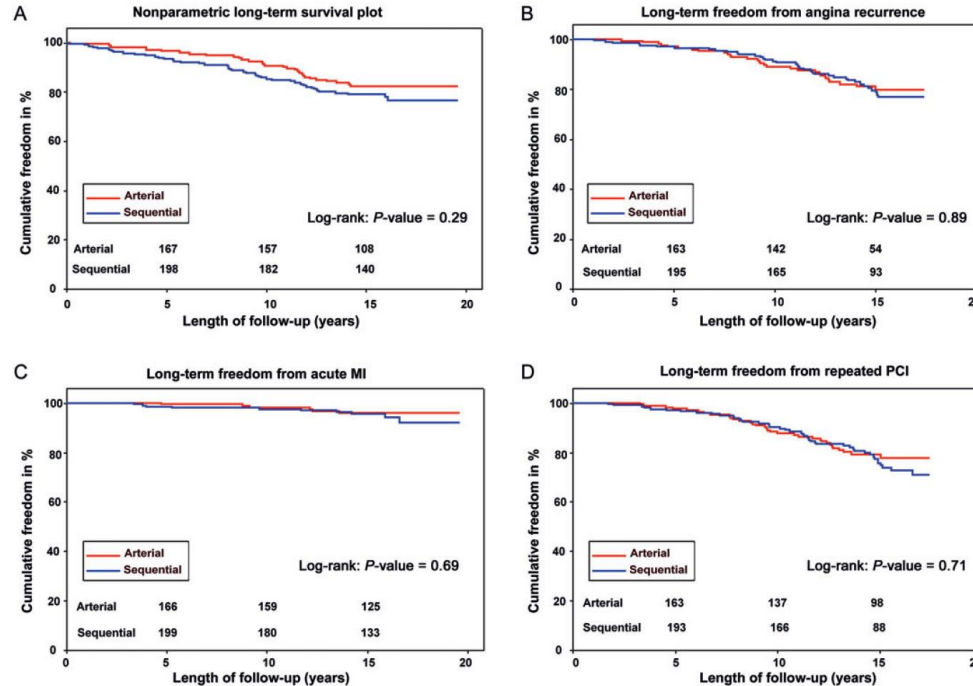 A
Nonparametric long-term survival plot
Cumulative freedom in %
100
80
60
40
20
0
Arterial
Sequential
Log-rank: P-value = 0.29
Arterial 167 157 108
Sequential 198 182 140
0 5 10 15 20
Length of follow-up (years)
B
Long-term freedom from angina recurrence
Cumulative freedom in %
100
80
60
40
20
0
Arterial
Sequential
Log-rank: P-value = 0.89
Arterial 163 142 54
Sequential 195 165 93
0 5 10 15
Length of follow-up (years)
C
Long-term freedom from acute MI
Cumulative freedom in %
100
80
60
40
20
0
Arterial
Sequential
Log-rank: P-value = 0.69
Arterial 166 159 125
Sequential 199 180 133
0 5 10 15 20
Length of follow-up (years)
D
Long-term freedom from repeated PCI
Cumulative freedom in %
100
80
60
40
20
0
Arterial
Sequential
Log-rank: P-value = 0.71
Arterial 163 137 98
Sequential 193 166 88
0 5 10 15
Length of follow-up (years)